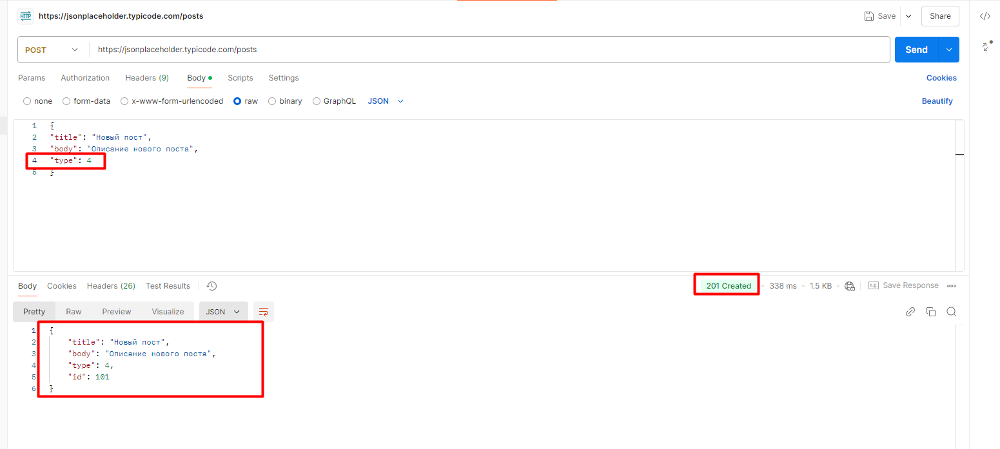 HTTP https://jsonplaceholder.typicode.com/posts Save Share
POST https://jsonplaceholder.typicode.com/posts Send
Params Authorization Headers (9) Body Scripts Settings Cookies
none form-data x-www-form-urlencoded raw binary GraphQL JSON Beautify
1 {
2 "title": "Новый пост",
3 "body": "Описание нового поста",
4 "type": 4
5 }
Body Cookies Headers (26) Test Results 201 Created 338 ms 1.5 KB e.g. Save Response
Pretty Raw Preview Visualize JSON
1 {
2 "title": "Новый пост",
3 "body": "Описание нового поста",
4 "type": 4,
5 "id": 101
6 }